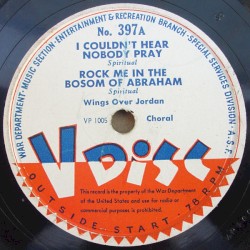 WAR DEPARTMENT · MUSIC SECTION · ENTERTAINMENT & RECREATION BRANCH · SPECIAL SERVICES DIVISION, A.S.F.
No. 397A
I COULDN'T HEAR
NOBODY PRAY
Spiritual
ROCK ME IN THE
BOSOM OF ABRAHAM
Spiritual
Wings Over Jordan
VP 1005 Choral
V Disc
This record is the property of the War Department
of the United States and use for radio or
commercial purposes is prohibited.
OUTSIDE START · 78 RPM